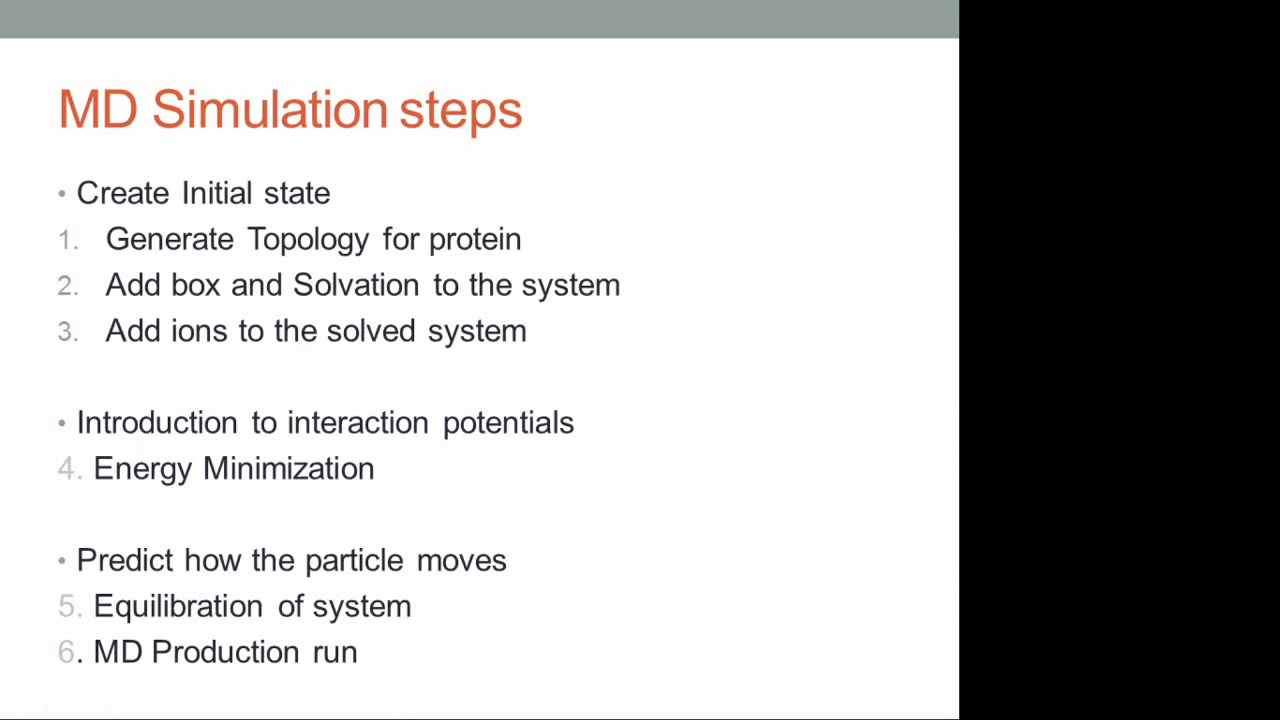 MD Simulation steps
• Create Initial state
1. Generate Topology for protein
2. Add box and Solvation to the system
3. Add ions to the solved system
• Introduction to interaction potentials
4. Energy Minimization
• Predict how the particle moves
5. Equilibration of system
6. MD Production run